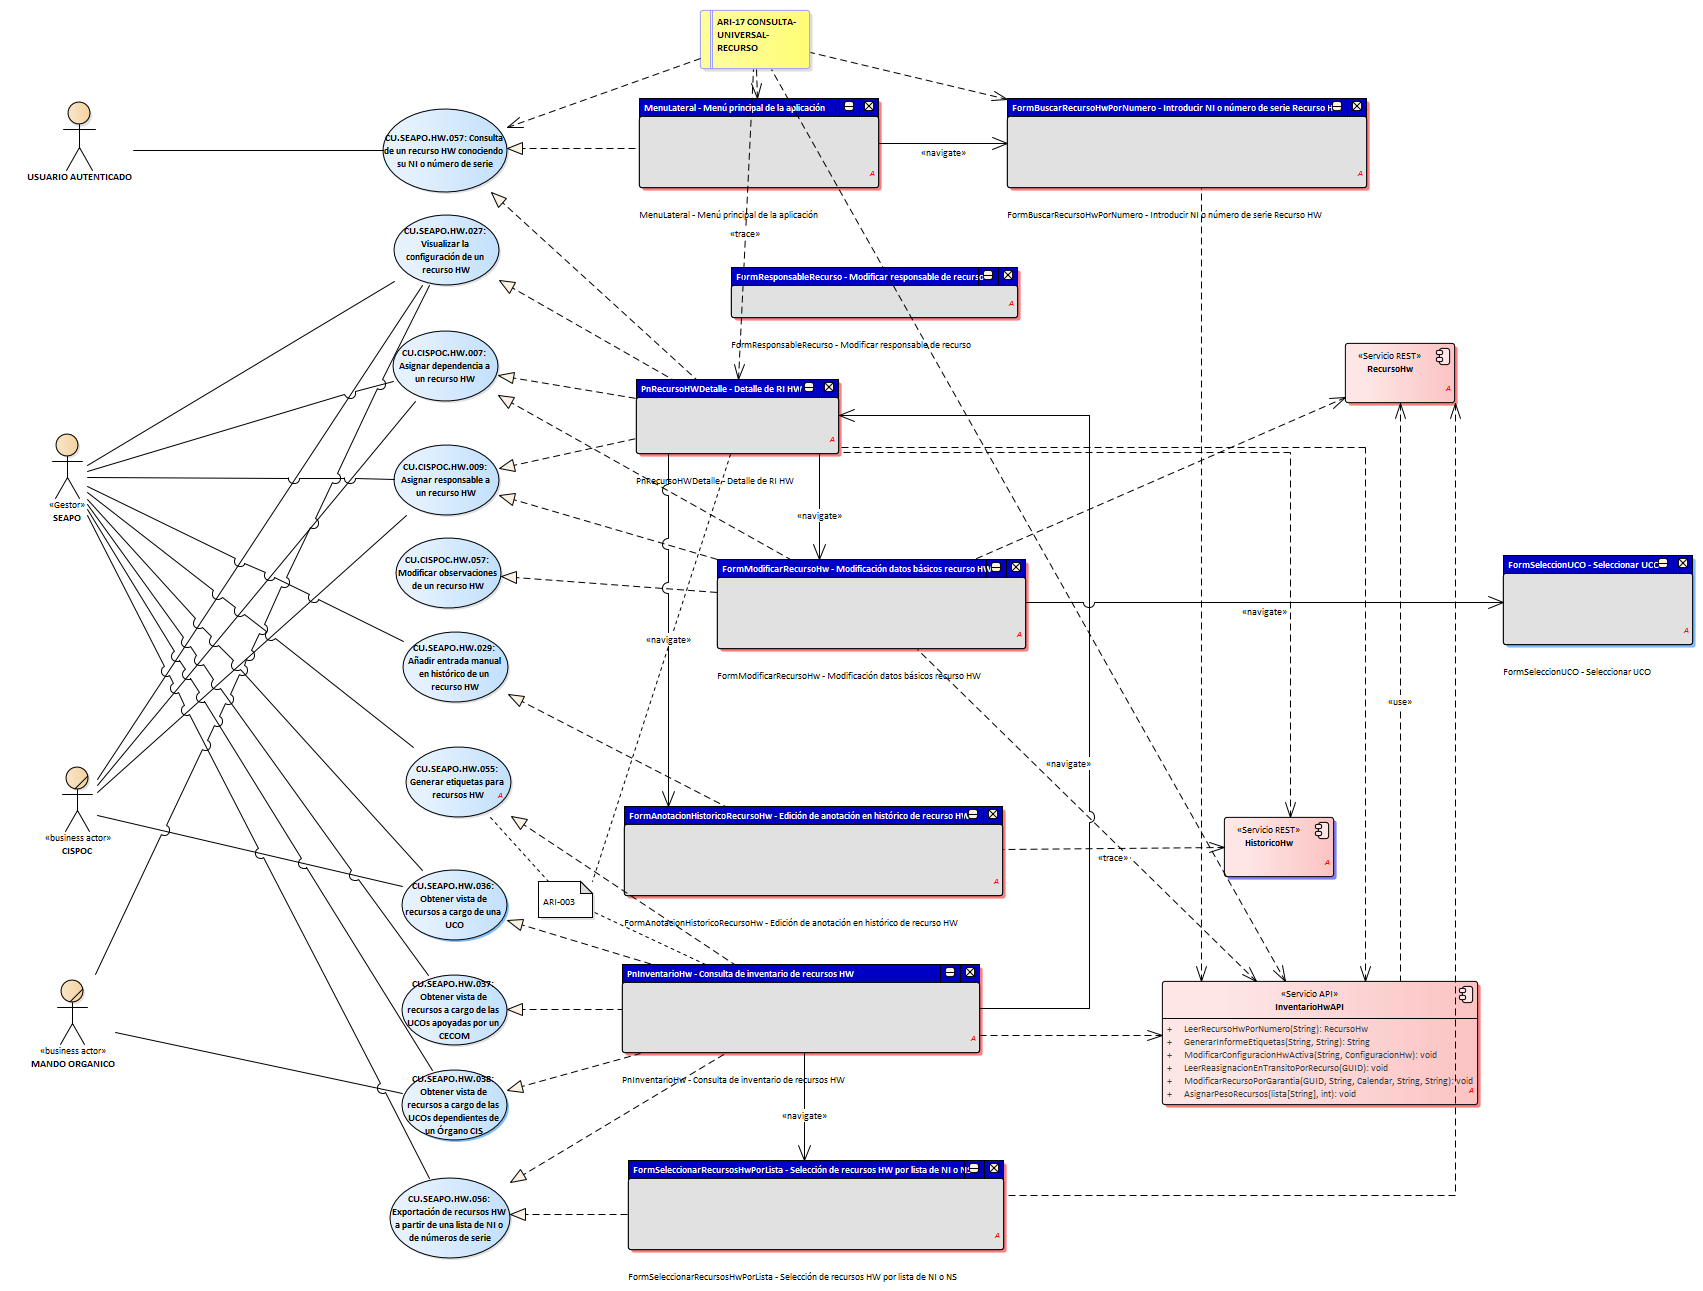 ARI-17 CONSULTA-
UNIVERSAL-
RECURSO
MenuLateral - Menú principal de la aplicación
A
MenuLateral - Menú principal de la aplicación
«navigate»
FormBuscarRecursoHwPorNumero - Introducir NI o número de serie Recurso H
A
FormBuscarRecursoHwPorNumero - Introducir NI o número de serie Recurso HW
USUARIO AUTENTICADO
CU.SEAPO.HW.057: Consulta
de un recurso HW conociendo
su NI o número de serie
CU.SEAPO.HW.027:
Visualizar la
configuración de un
recurso HW
«trace»
FormResponsableRecurso - Modificar responsable de recurso
A
FormResponsableRecurso - Modificar responsable de recurso
CU.CISPOC.HW.007:
Asignar dependencia a
un recurso HW
PnRecursoHWDetalle - Detalle de RI HW
A
PnRecursoHWDetalle - Detalle de RI HW
«Servicio REST»
RecursoHw
A
«Gestor»
SEAPO
CU.CISPOC.HW.009:
Asignar responsable a
un recurso HW
«navigate»
CU.CISPOC.HW.057:
Modificar observaciones
de un recurso HW
FormModificarRecursoHw - Modificación datos básicos recurso HW
A
FormModificarRecursoHw - Modificación datos básicos recurso HW
«navigate»
FormSeleccionUCO - Seleccionar UCO
A
FormSeleccionUCO - Seleccionar UCO
«navigate»
CU.SEAPO.HW.029:
Añadir entrada manual
en histórico de un
recurso HW
«use»
«navigate»
CU.SEAPO.HW.055:
Generar etiquetas para
recursos HW
A
«business actor»
CISPOC
FormAnotacionHistoricoRecursoHw - Edición de anotación en histórico de recurso HW
A
FormAnotacionHistoricoRecursoHw - Edición de anotación en histórico de recurso HW
«trace»
«Servicio REST»
HistoricoHw
A
CU.SEAPO.HW.036:
Obtener vista de
recursos a cargo de una
UCO
ARI-003
PnInventarioHw - Consulta de inventario de recursos HW
A
PnInventarioHw - Consulta de inventario de recursos HW
CU.SEAPO.HW.037:
Obtener vista de
recursos a cargo de las
UCOs apoyadas por un
CECOM
«business actor»
MANDO ORGANICO
«Servicio API»
InventarioHwAPI
+ LeerRecursoHwPorNumero(String): RecursoHw
+ GenerarInformeEtiquetas(String, String): String
+ ModificarConfiguracionHwActiva(String, ConfiguracionHw): void
+ LeerReasignacionEnTransitoPorRecurso(GUID): void
+ ModificarRecursoPorGarantia(GUID, String, Calendar, String, String): void
+ AsignarPesoRecursos(lista[String], int): void
A
CU.SEAPO.HW.038:
Obtener vista de
recursos a cargo de las
UCOs dependientes de
un Órgano CIS
«navigate»
FormSeleccionarRecursosHwPorLista - Selección de recursos HW por lista de NI o NS
A
FormSeleccionarRecursosHwPorLista - Selección de recursos HW por lista de NI o NS
CU.SEAPO.HW.056:
Exportación de recursos HW
a partir de una lista de NI o
de números de serie